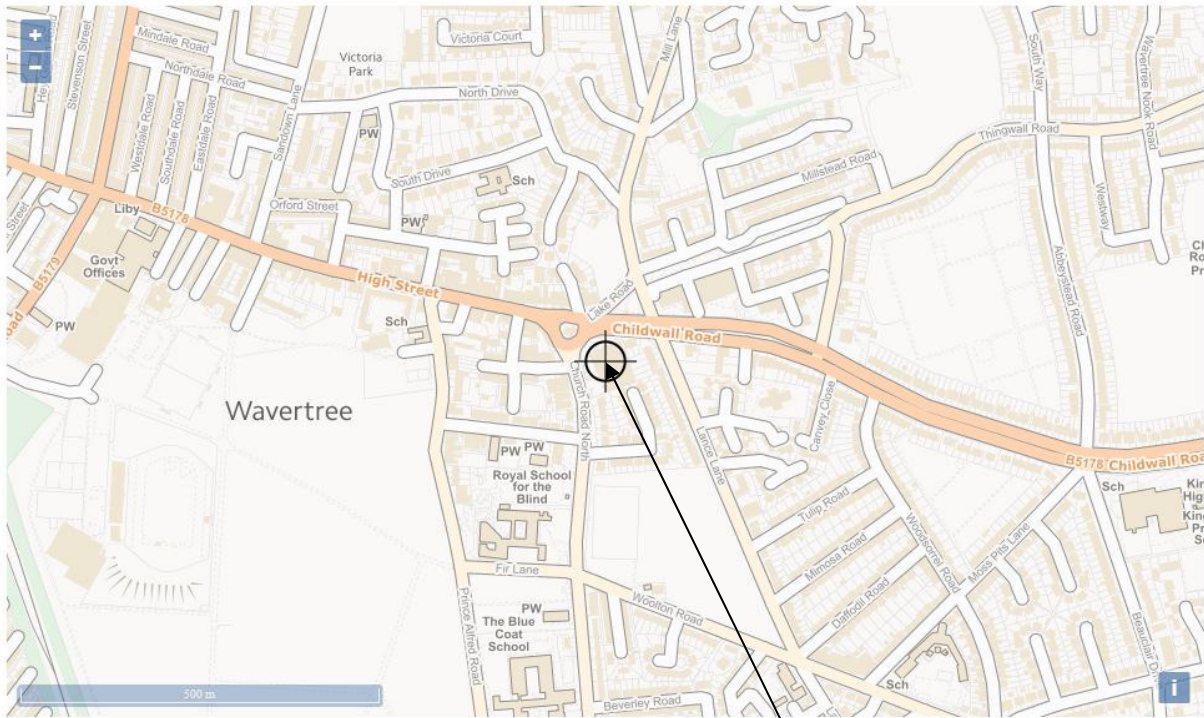 +
−
Mindale Road
Northdale Road
Stevenson Street
Westdale Road
Southdale Road
Eastdale Road
Sandown Lane
Victoria
Park
Victoria Court
North Drive
PW
South Drive
Sch
Orford Street
PW
Mill Lane
Millstead Road
Thingwall Road
South Way
Wavertree Nook Road
Westway
Abbeystead Road
Liby
B5178
Govt
Offices
Street
B5179
PW
High Street
Sch
Lake Road
Childwall Road
Wavertree
Church Road North
PW PW
Royal School
for the
Blind
Lance Lane
Canvey Close
B5178 Childwall
Sch
Tulip Road
Mimosa Road
Daffodil Road
Woodsorrel Road
Moss Pits Lane
Fir Lane
Woolton Road
PW
The Blue
Coat
School
Prince Alfred Road
Beverley Road
Beauclair
Sch
500 m
i